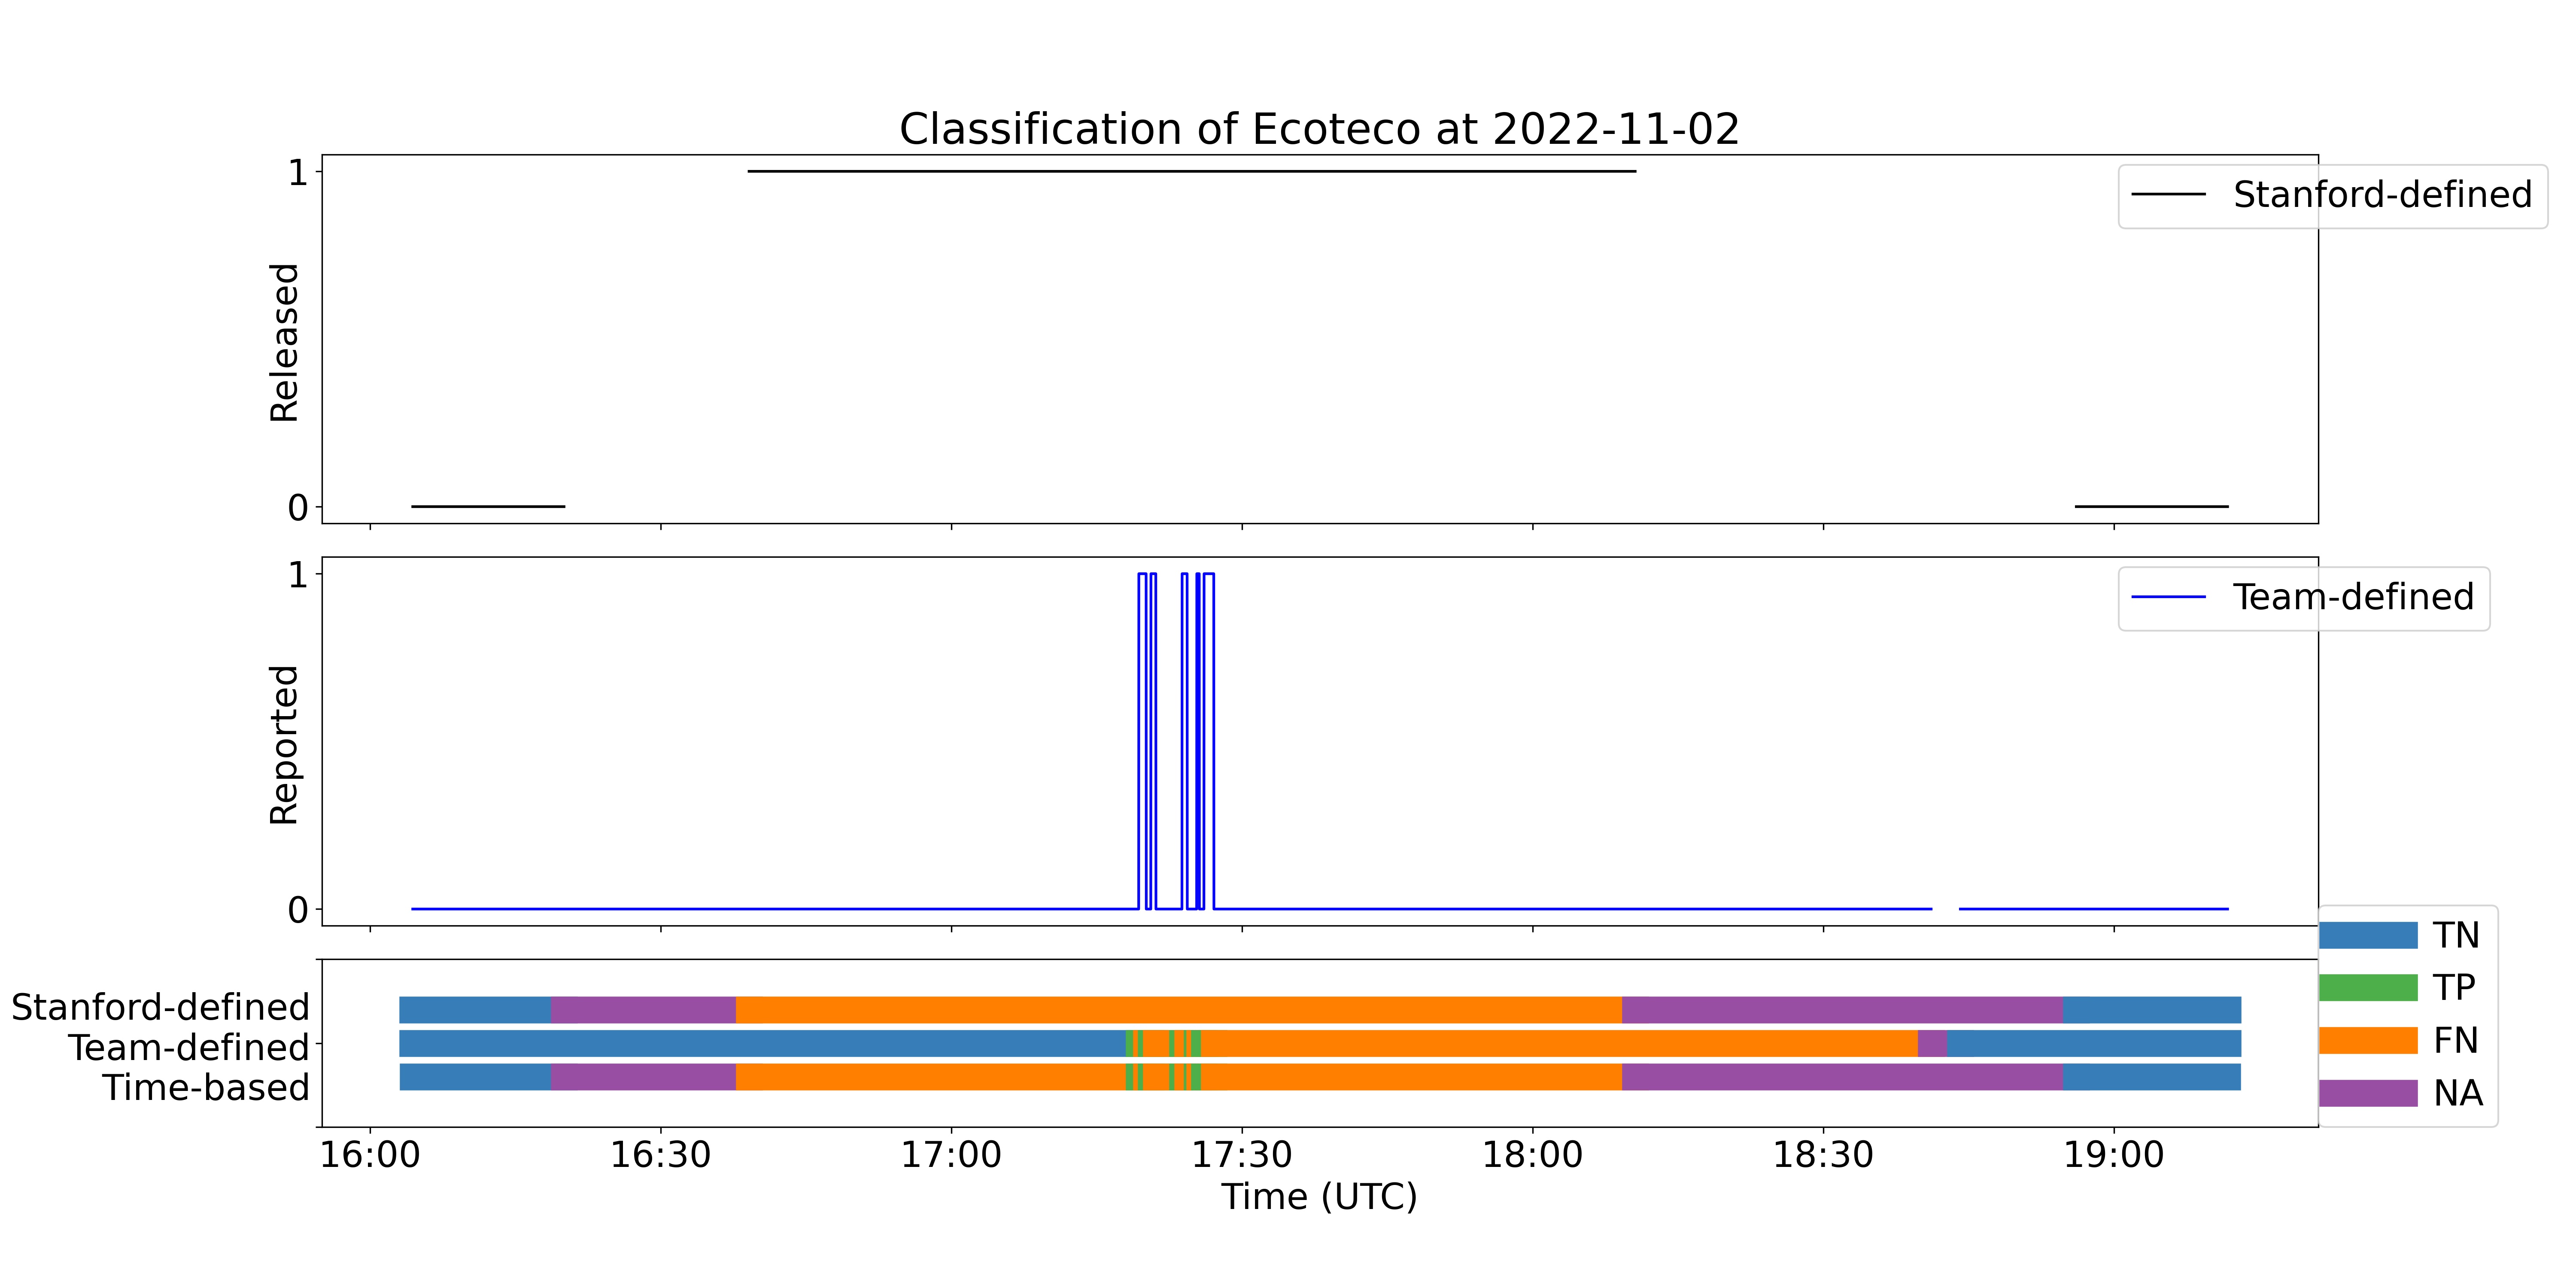 Classification of Ecoteco at 2022-11-02
1
Released
0
Stanford-defined
1
Reported
0
Team-defined
Stanford-defined
Team-defined
Time-based
TN
TP
FN
NA
16:00 16:30 17:00 17:30 18:00 18:30 19:00
Time (UTC)